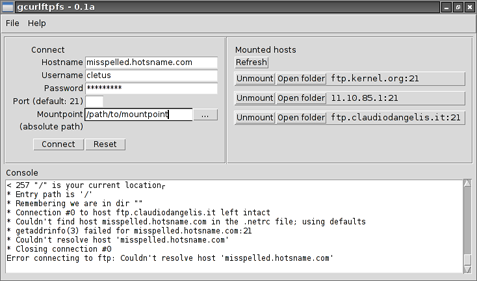 gcurlftpfs - 0.1a
File Help
Connect
Hostname misspelled.hotsname.com
Username cletus
Password *********
Port (default: 21)
Mountpoint /path/to/mountpoint ...
(absolute path)
Connect Reset
Mounted hosts
Refresh
Unmount Open folder ftp.kernel.org:21
Unmount Open folder 11.10.85.1:21
Unmount Open folder ftp.claudiodangelis.it:21
Console
< 257 "/" is your current location
* Entry path is '/'
* Remembering we are in dir ""
* Connection #0 to host ftp.claudiodangelis.it left intact
* Couldn't find host misspelled.hotsname.com in the .netrc file; using defaults
* getaddrinfo(3) failed for misspelled.hotsname.com:21
* Couldn't resolve host 'misspelled.hotsname.com'
* Closing connection #0
Error connecting to ftp: Couldn't resolve host 'misspelled.hotsname.com'